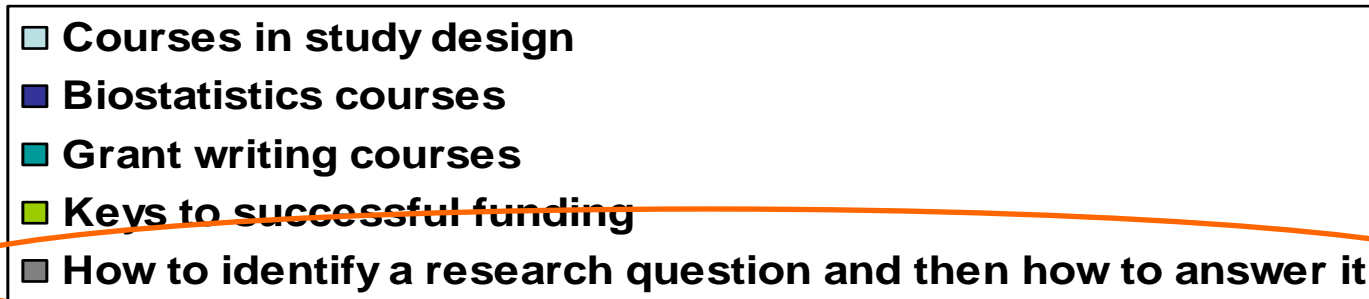 Courses in study design
Biostatistics courses
Grant writing courses
Keys to successful funding
How to identify a research question and then how to answer it